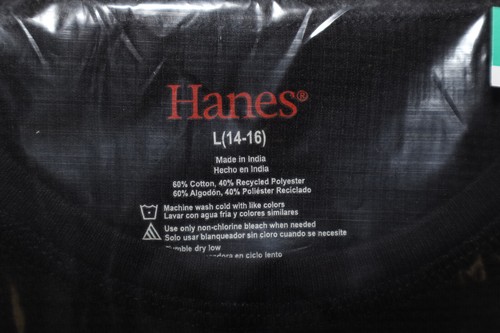 Hanes®
L(14-16)
Made in India
Hecho en India
60% Cotton, 40% Recycled Polyester
60% Algodón, 40% Poliéster Reciclado
Machine wash cold with like colors
Lavar con agua fria y colores similares
Use only non-chlorine bleach when needed
Solo usar blanqueador sin cloro cuando se necesite
Tumble dry low
en ciclo lento